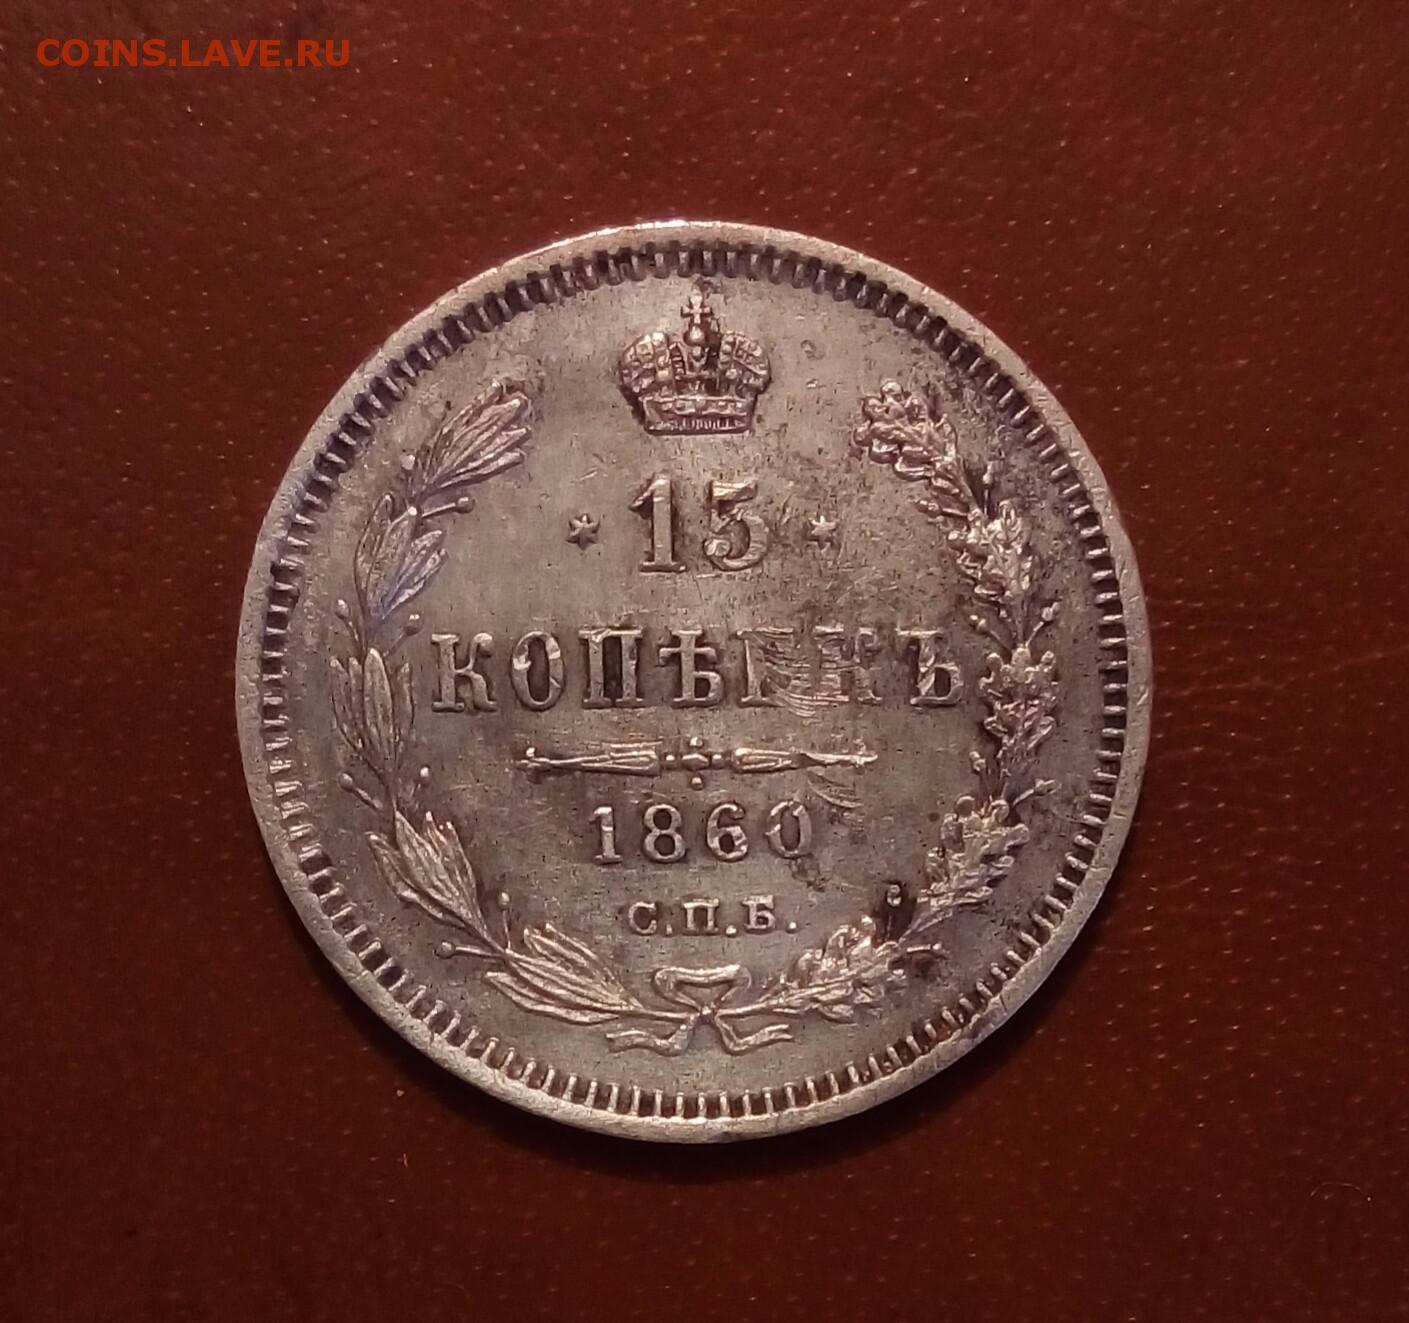 COINS.LAVE.RU
* 15 *
КОПѢЕКЪ
1860
С.П.Б.